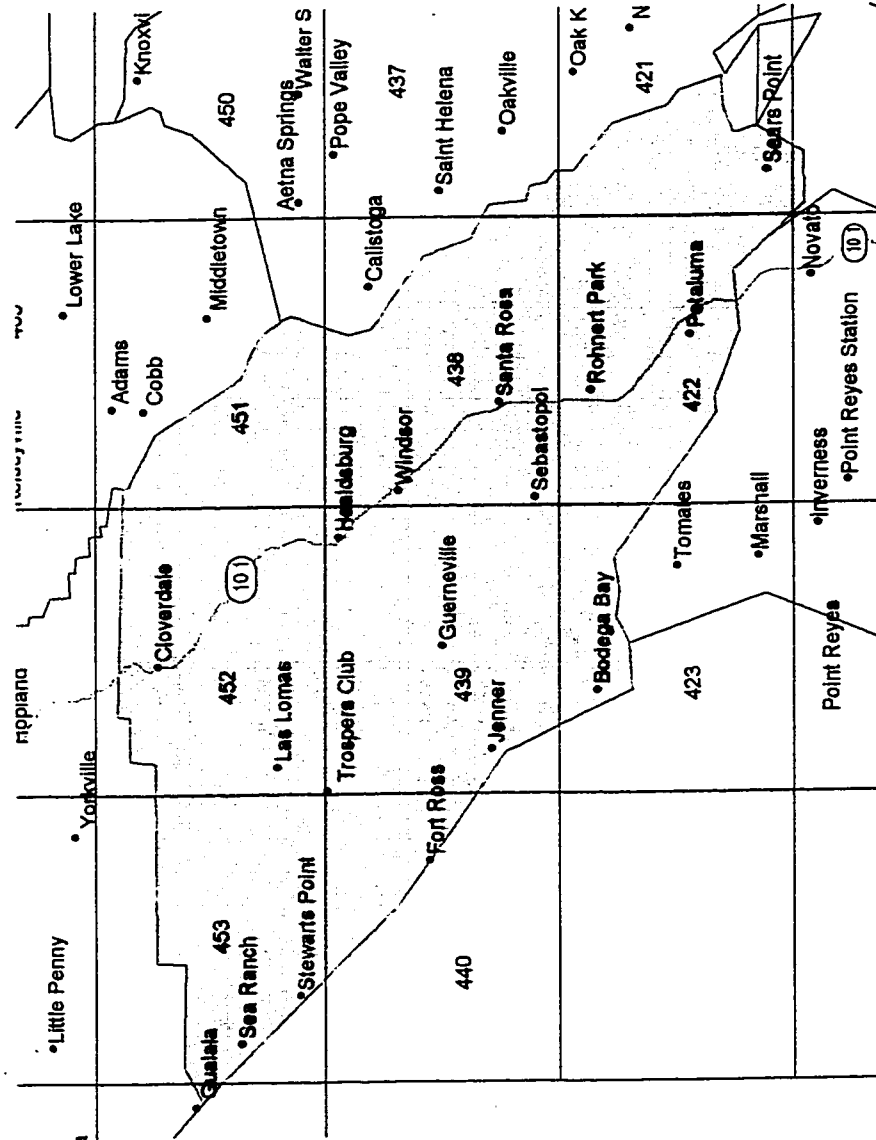 Knoxvi
Lower Lake
Adams
Cobb
Middletown
450
Aetna Springs
Walter S
Pope Valley
437
Calistoga
Saint Helena
Oakville
Oak K
N
421
Sears Point
Yorkville
Little Penny
Cloverdale
101
451
452
Las Lomas
Healdsburg
453
Sea Ranch
Gualala
Stewarts Point
Trospers Club
Windsor
438
Santa Rosa
Guerneville
439
Jenner
Fort Ross
440
Sebastopol
Rohnert Park
Petaluma
422
Bodega Bay
Tomales
Marshall
423
Novato
101
Inverness
Point Reyes Station
Point Reyes